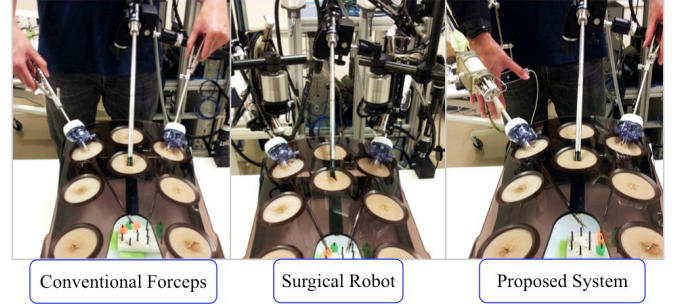 Conventional Forceps
Surgical Robot
Proposed System